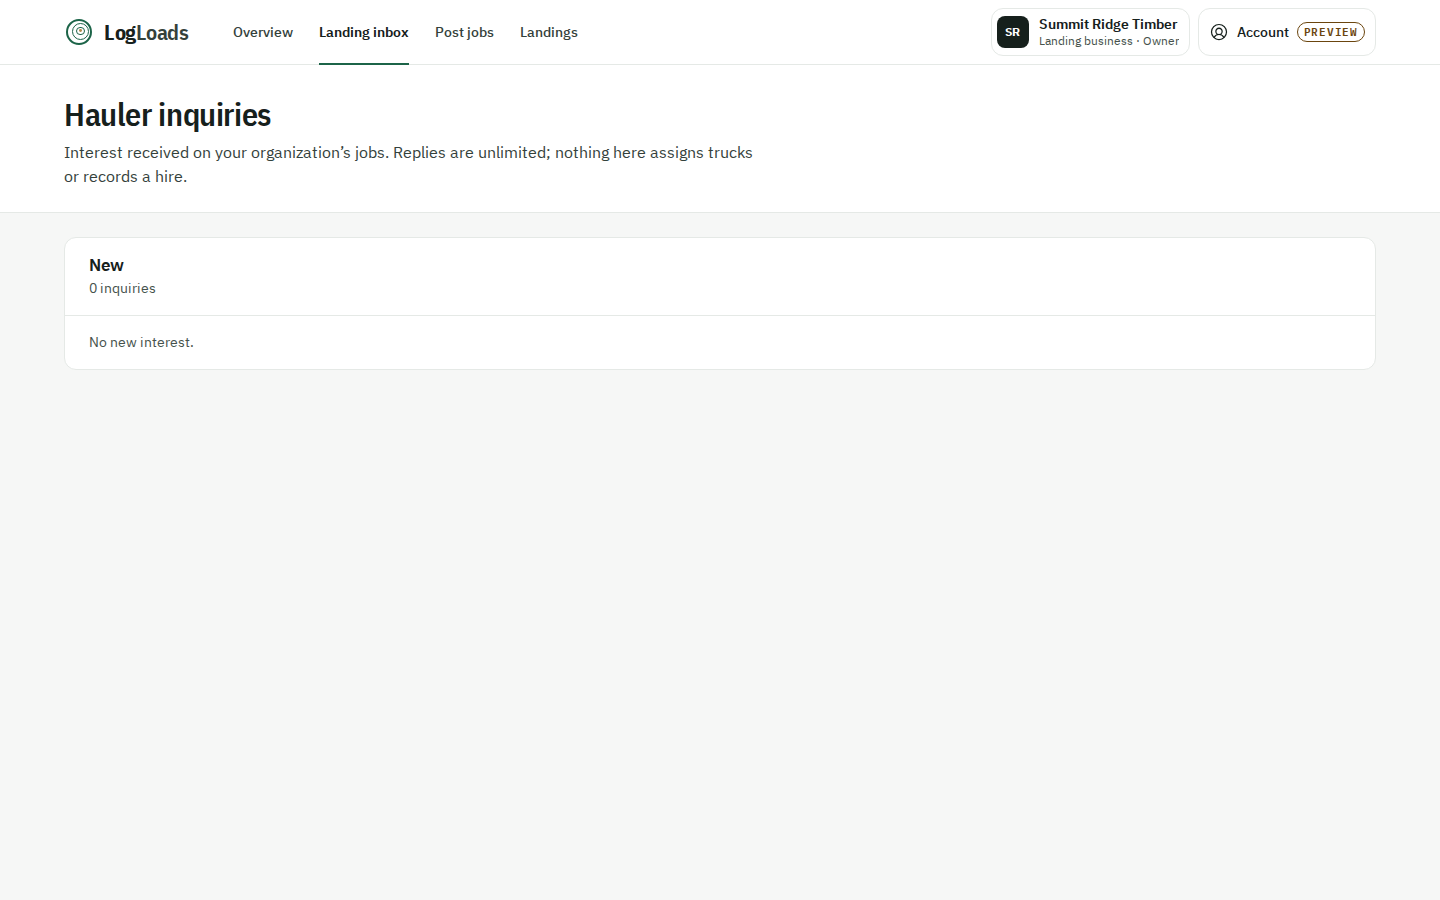 LogLoads
Overview
Landing inbox
Post jobs
Landings
SR
Summit Ridge Timber
Landing business · Owner
Account
PREVIEW
Hauler inquiries
Interest received on your organization’s jobs. Replies are unlimited; nothing here assigns trucks
or records a hire.
New
0 inquiries
No new interest.